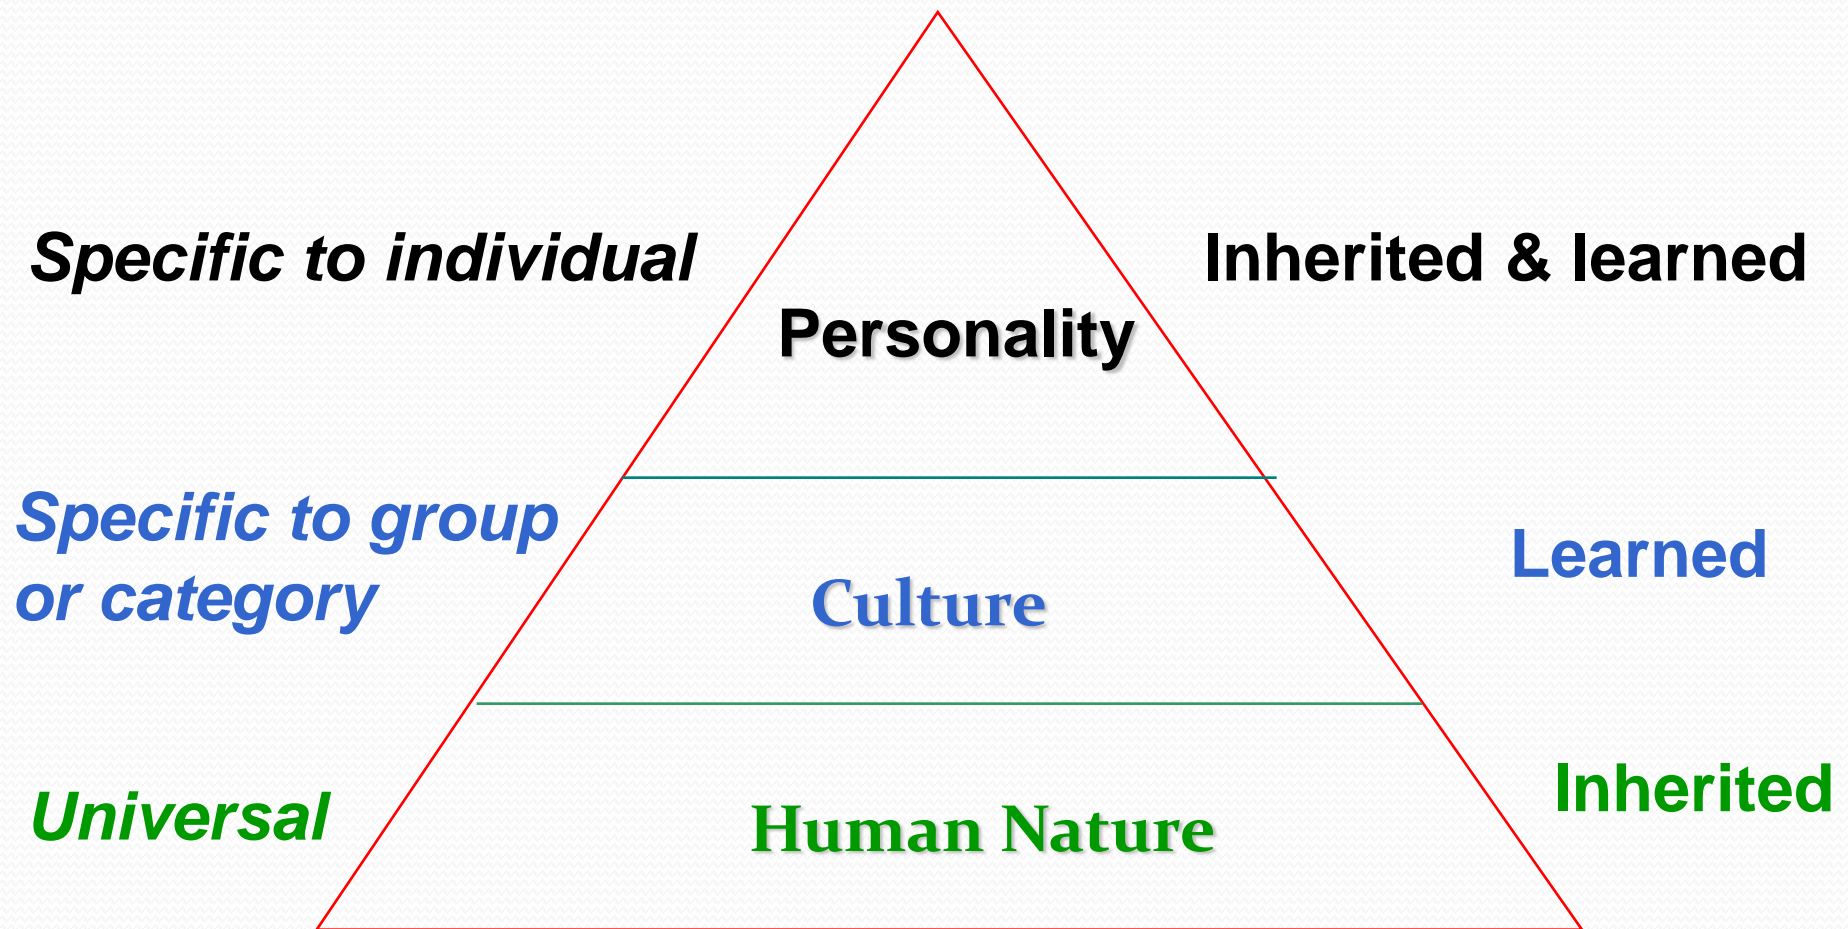 Specific to individual
Inherited & learned
Personality
Specific to group
or category
Learned
Culture
Universal
Inherited
Human Nature